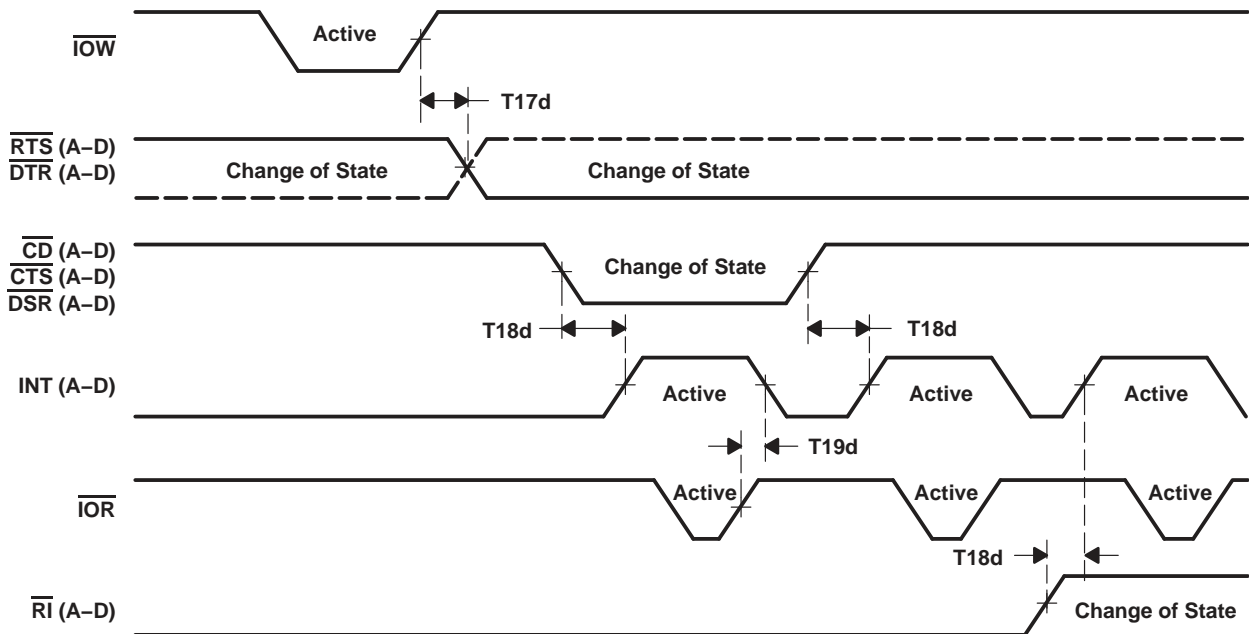 Active
IOW
T17d
RTS (A–D)
DTR (A–D)
Change of State
Change of State
CD (A–D)
CTS (A–D)
DSR (A–D)
Change of State
T18d
T18d
INT (A–D)
Active
Active
Active
T19d
IOR
Active
Active
Active
T18d
RI (A–D)
Change of State